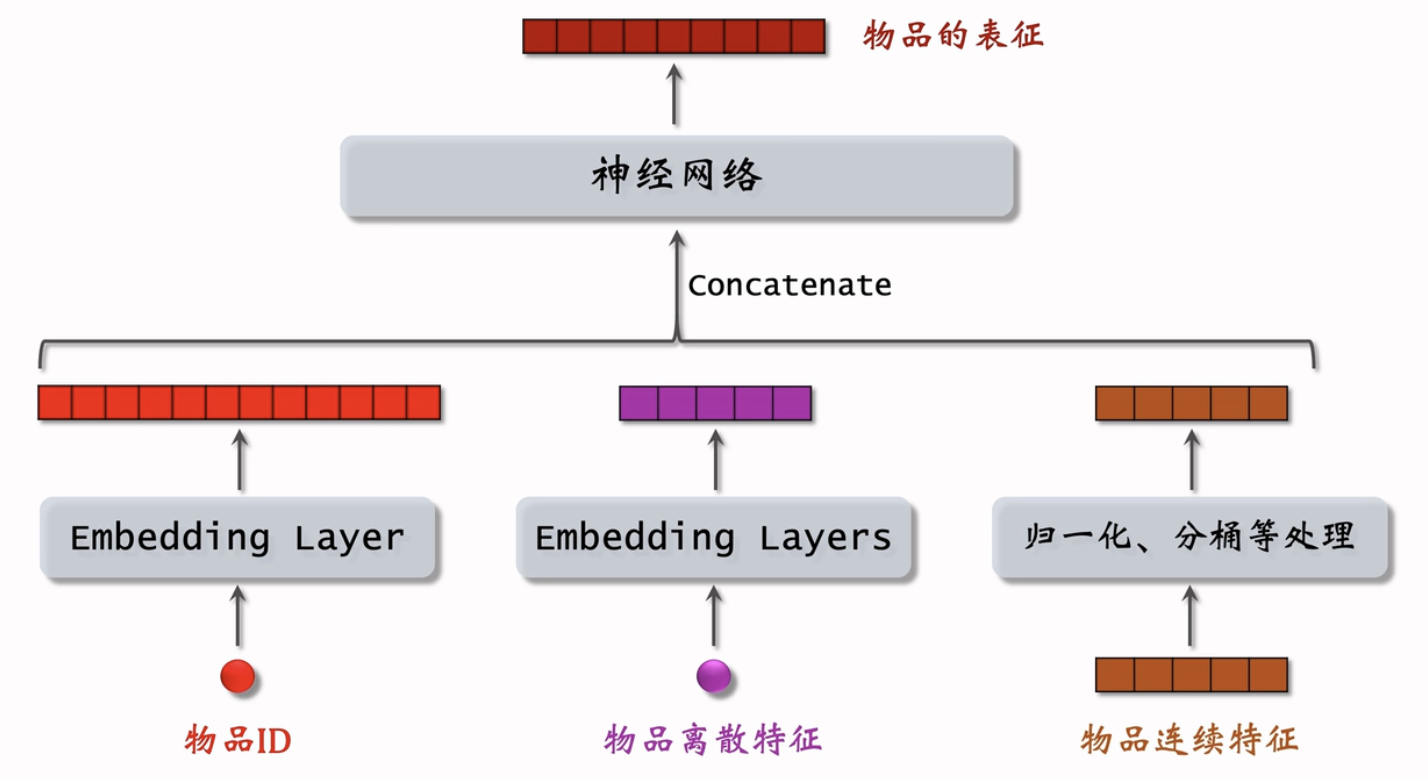 物品的表征
神经网络
Concatenate
Embedding Layer
Embedding Layers
归一化、分桶等处理
物品ID
物品离散特征
物品连续特征